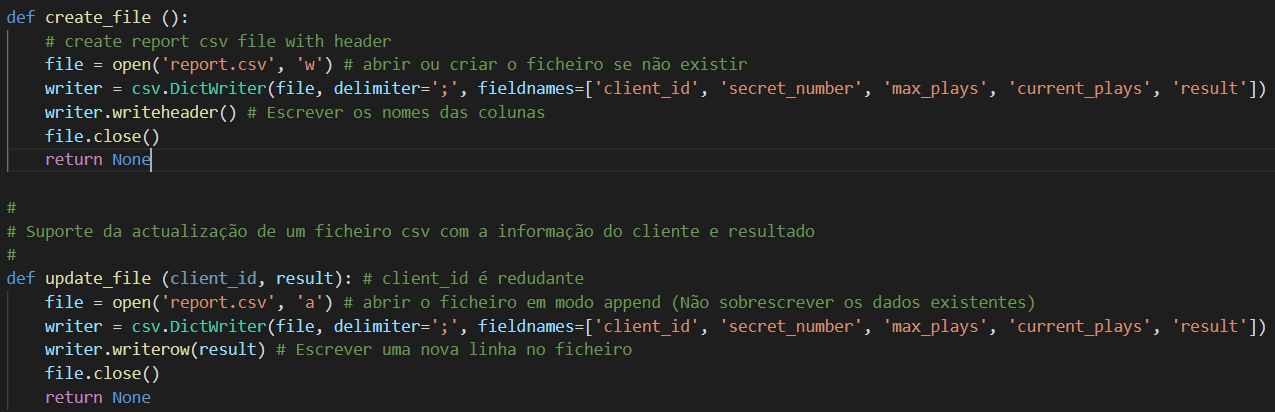 def create_file ():
    # create report csv file with header
    file = open('report.csv', 'w') # abrir ou criar o ficheiro se não existir
    writer = csv.DictWriter(file, delimiter=';', fieldnames=['client_id', 'secret_number', 'max_plays', 'current_plays', 'result'])
    writer.writeheader() # Escrever os nomes das colunas
    file.close()
    return None

#
# Suporte da actualização de um ficheiro csv com a informação do cliente e resultado
#
def update_file (client_id, result): # client_id é redudante
    file = open('report.csv', 'a') # abrir o ficheiro em modo append (Não sobrescrever os dados existentes)
    writer = csv.DictWriter(file, delimiter=';', fieldnames=['client_id', 'secret_number', 'max_plays', 'current_plays', 'result'])
    writer.writerow(result) # Escrever uma nova linha no ficheiro
    file.close()
    return None